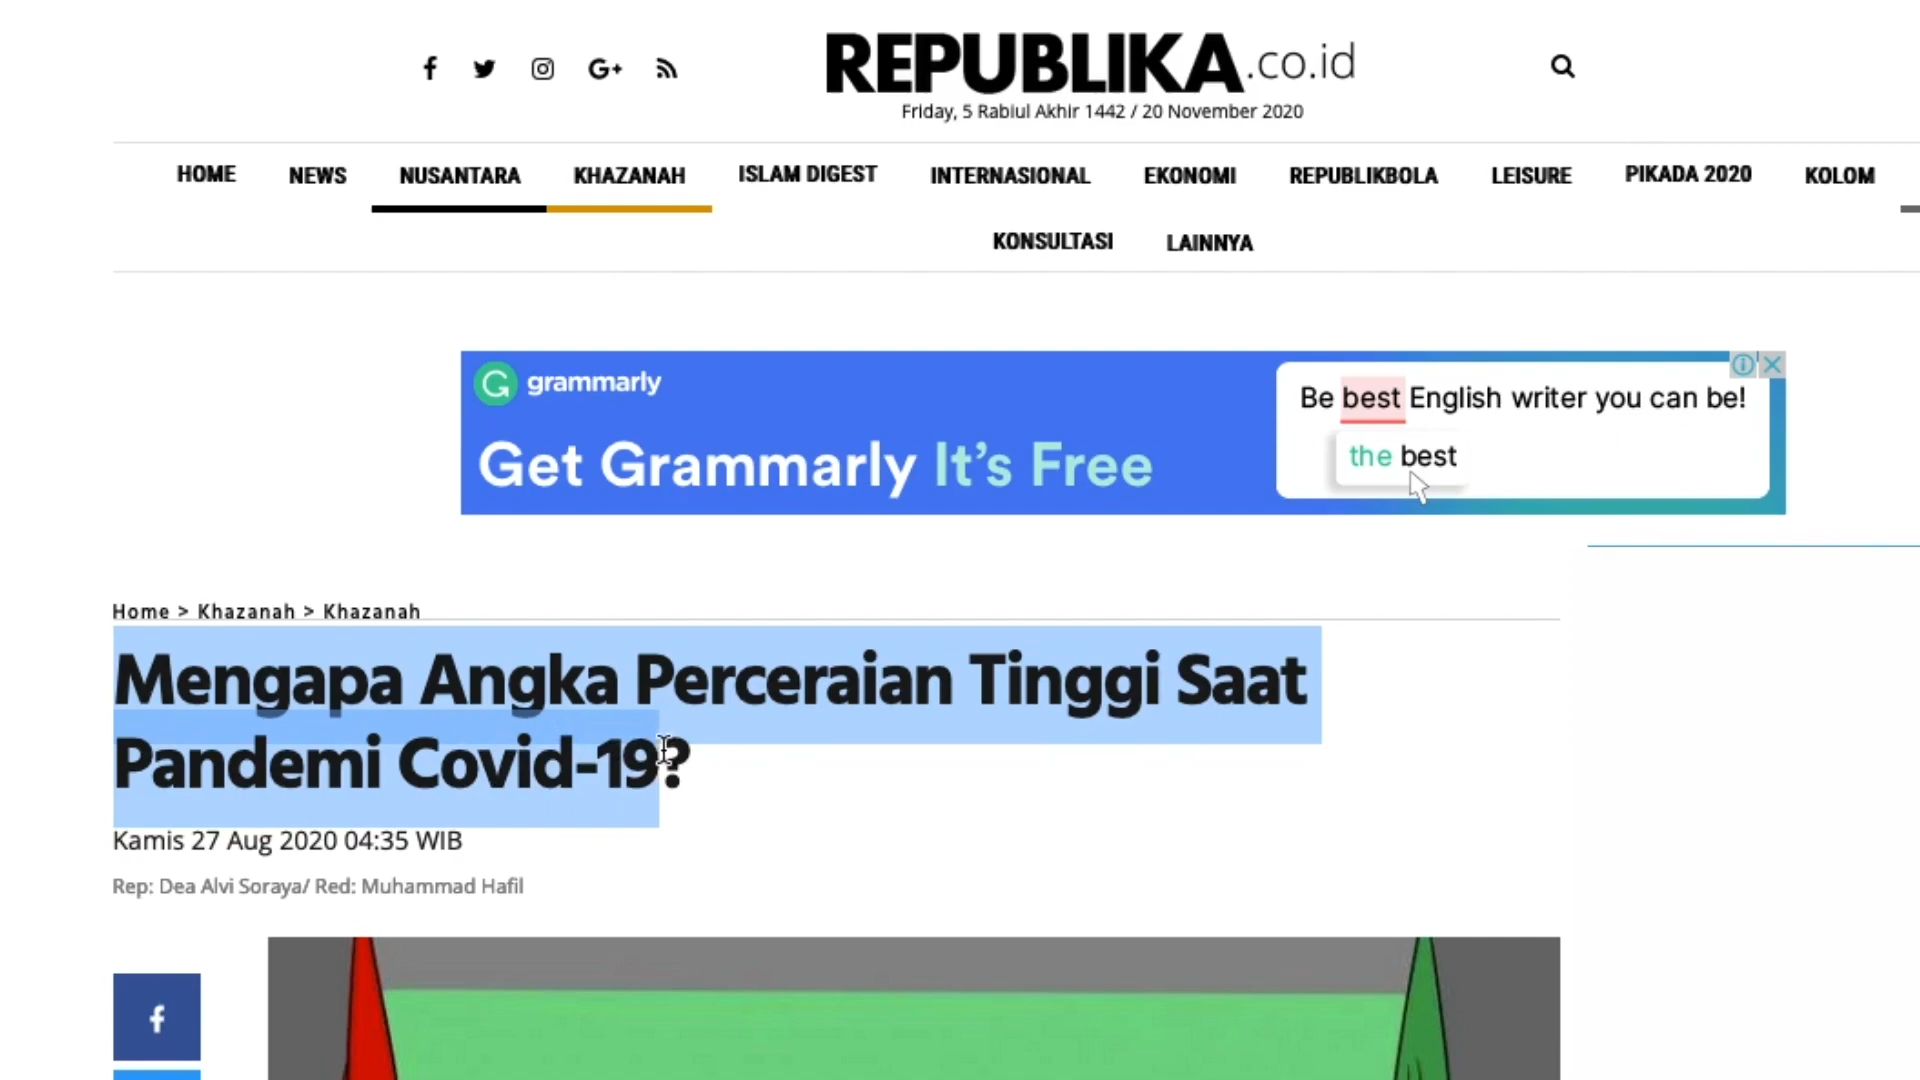 REPUBLIKA.co.id
Friday, 5 Rabiul Akhir 1442 / 20 November 2020
HOME NEWS NUSANTARA KHAZANAH ISLAM DIGEST INTERNASIONAL EKONOMI REPUBLIKBOLA LEISURE PILKADA 2020 KOLOM
KONSULTASI LAINNYA
grammarly
Get Grammarly It's Free
Be best English writer you can be!
the best
Home > Khazanah > Khazanah
Mengapa Angka Perceraian Tinggi Saat
Pandemi Covid-19?
Kamis 27 Aug 2020 04:35 WIB
Rep: Dea Alvi Soraya/ Red: Muhammad Hafil